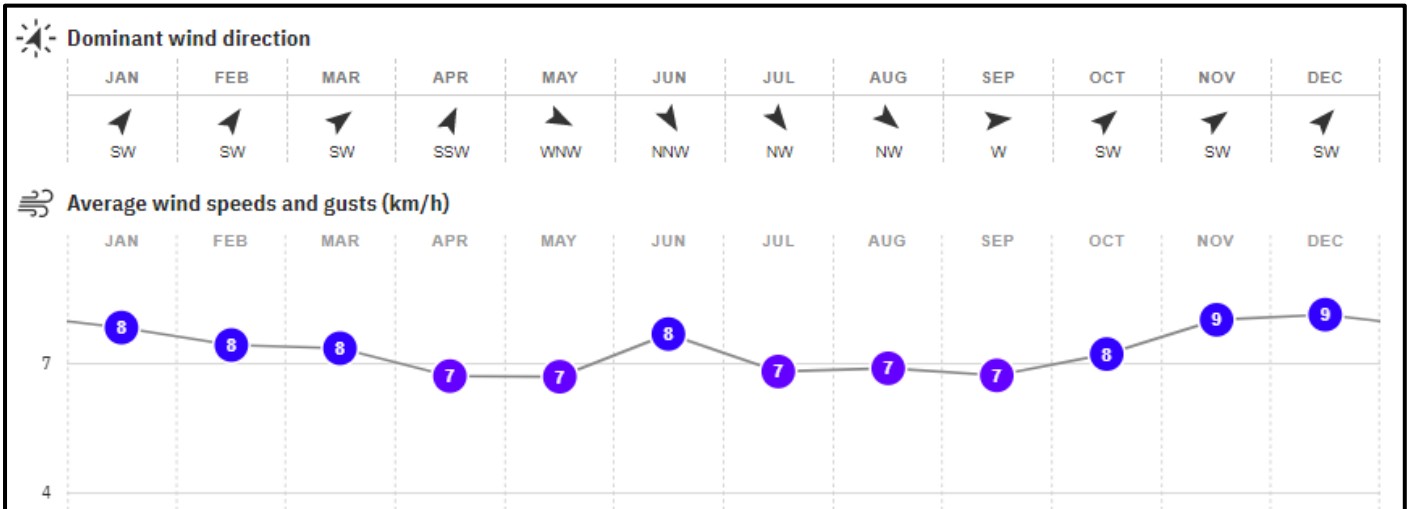 Dominant wind direction
JAN FEB MAR APR MAY JUN JUL AUG SEP OCT NOV DEC
SW SW SW SSW WNW NNW NW NW W SW SW SW
Average wind speeds and gusts (km/h)
JAN FEB MAR APR MAY JUN JUL AUG SEP OCT NOV DEC
8 8 8 7 7 8 7 7 7 8 9 9
7
4